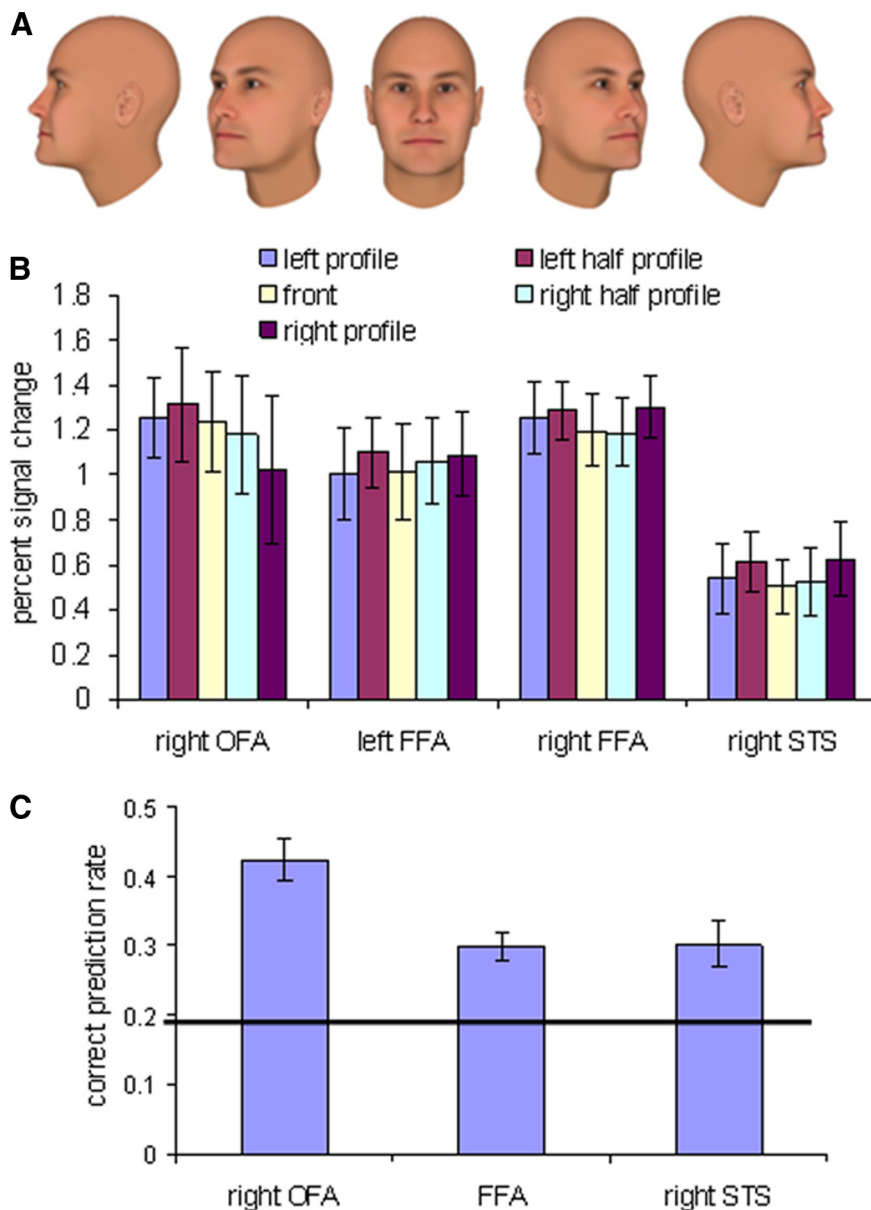 A
B
left profile
left half profile
front
right half profile
right profile
percent signal change
1.8
1.6
1.4
1.2
1
0.8
0.6
0.4
0.2
0
right OFA
left FFA
right FFA
right STS
C
correct prediction rate
0.5
0.4
0.3
0.2
0.1
0
right OFA
FFA
right STS